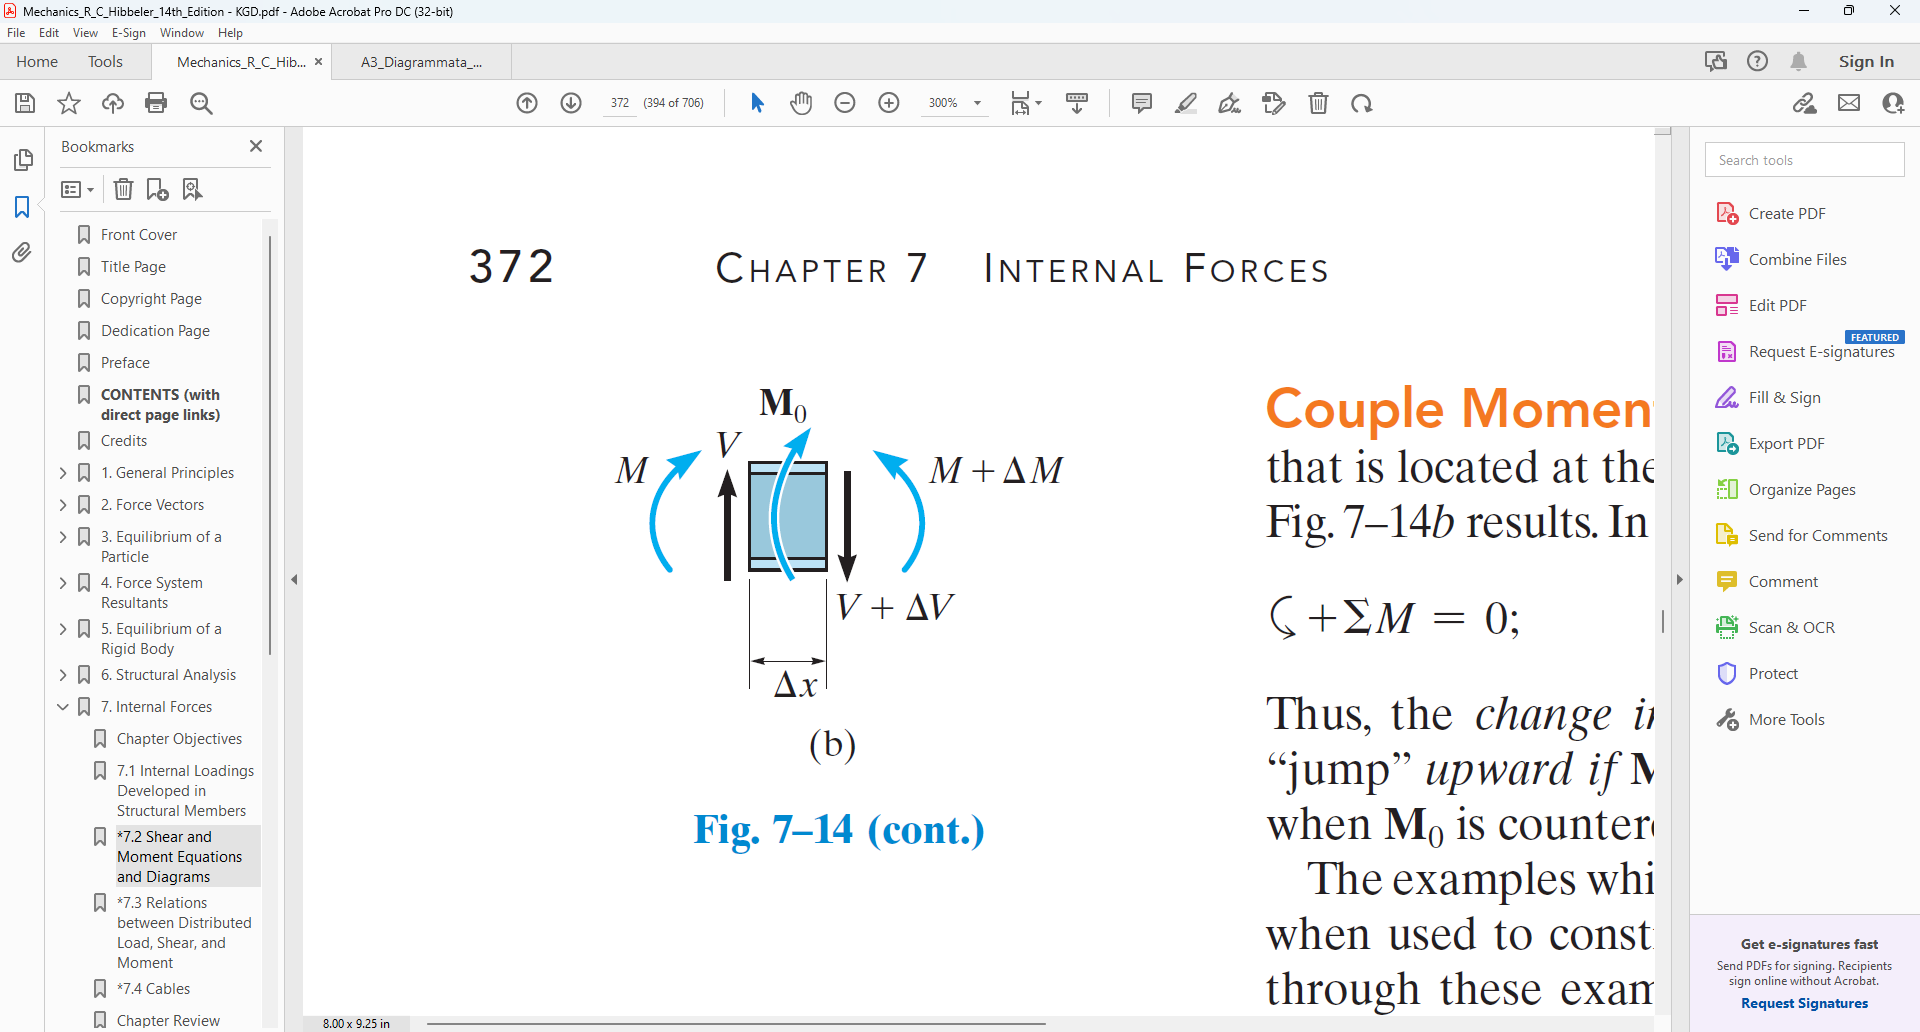 Mechanics_R_C_Hibbeler_14th_Edition - KGD.pdf - Adobe Acrobat Pro DC (32-bit)
File Edit View E-Sign Window Help
Home Tools Mechanics_R_C_Hib... A3_Diagrammata_... Sign In
372 (394 of 706) 300%
Bookmarks
Front Cover
Title Page
Copyright Page
Dedication Page
Preface
CONTENTS (with
direct page links)
Credits
1. General Principles
2. Force Vectors
3. Equilibrium of a
Particle
4. Force System
Resultants
5. Equilibrium of a
Rigid Body
6. Structural Analysis
7. Internal Forces
Chapter Objectives
7.1 Internal Loadings
Developed in
Structural Members
*7.2 Shear and
Moment Equations
and Diagrams
*7.3 Relations
between Distributed
Load, Shear, and
Moment
*7.4 Cables
Chapter Review
372 CHAPTER 7 INTERNAL FORCES
M₀
V
M
M + ΔM
V + ΔV
Δx
(b)
Fig. 7–14 (cont.)
Couple Momen
that is located at the
Fig. 7–14b results. In
+ΣM = 0;
Thus, the change in
“jump” upward if M
when M₀ is counterc
The examples whi
when used to const
through these exam
8.00 x 9.25 in
Search tools
Create PDF
Combine Files
Edit PDF
FEATURED
Request E-signatures
Fill & Sign
Export PDF
Organize Pages
Send for Comments
Comment
Scan & OCR
Protect
More Tools
Get e-signatures fast
Send PDFs for signing. Recipients
sign online without Acrobat.
Request Signatures